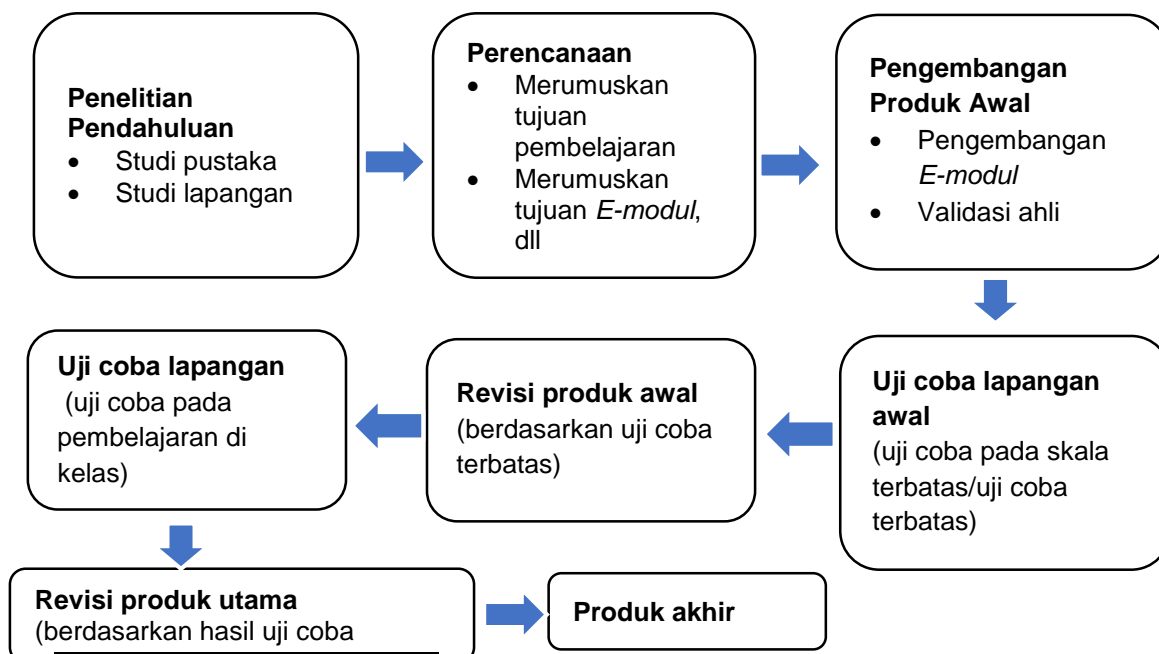 Penelitian
Pendahuluan
• Studi pustaka
• Studi lapangan
Perencanaan
• Merumuskan
tujuan
pembelajaran
• Merumuskan
tujuan E-modul,
dll
Pengembangan
Produk Awal
• Pengembangan
E-modul
• Validasi ahli
Uji coba lapangan
awal
(uji coba pada skala
terbatas/uji coba
terbatas)
Revisi produk awal
(berdasarkan uji coba
terbatas)
Uji coba lapangan
(uji coba pada
pembelajaran di
kelas)
Revisi produk utama
(berdasarkan hasil uji coba
Produk akhir